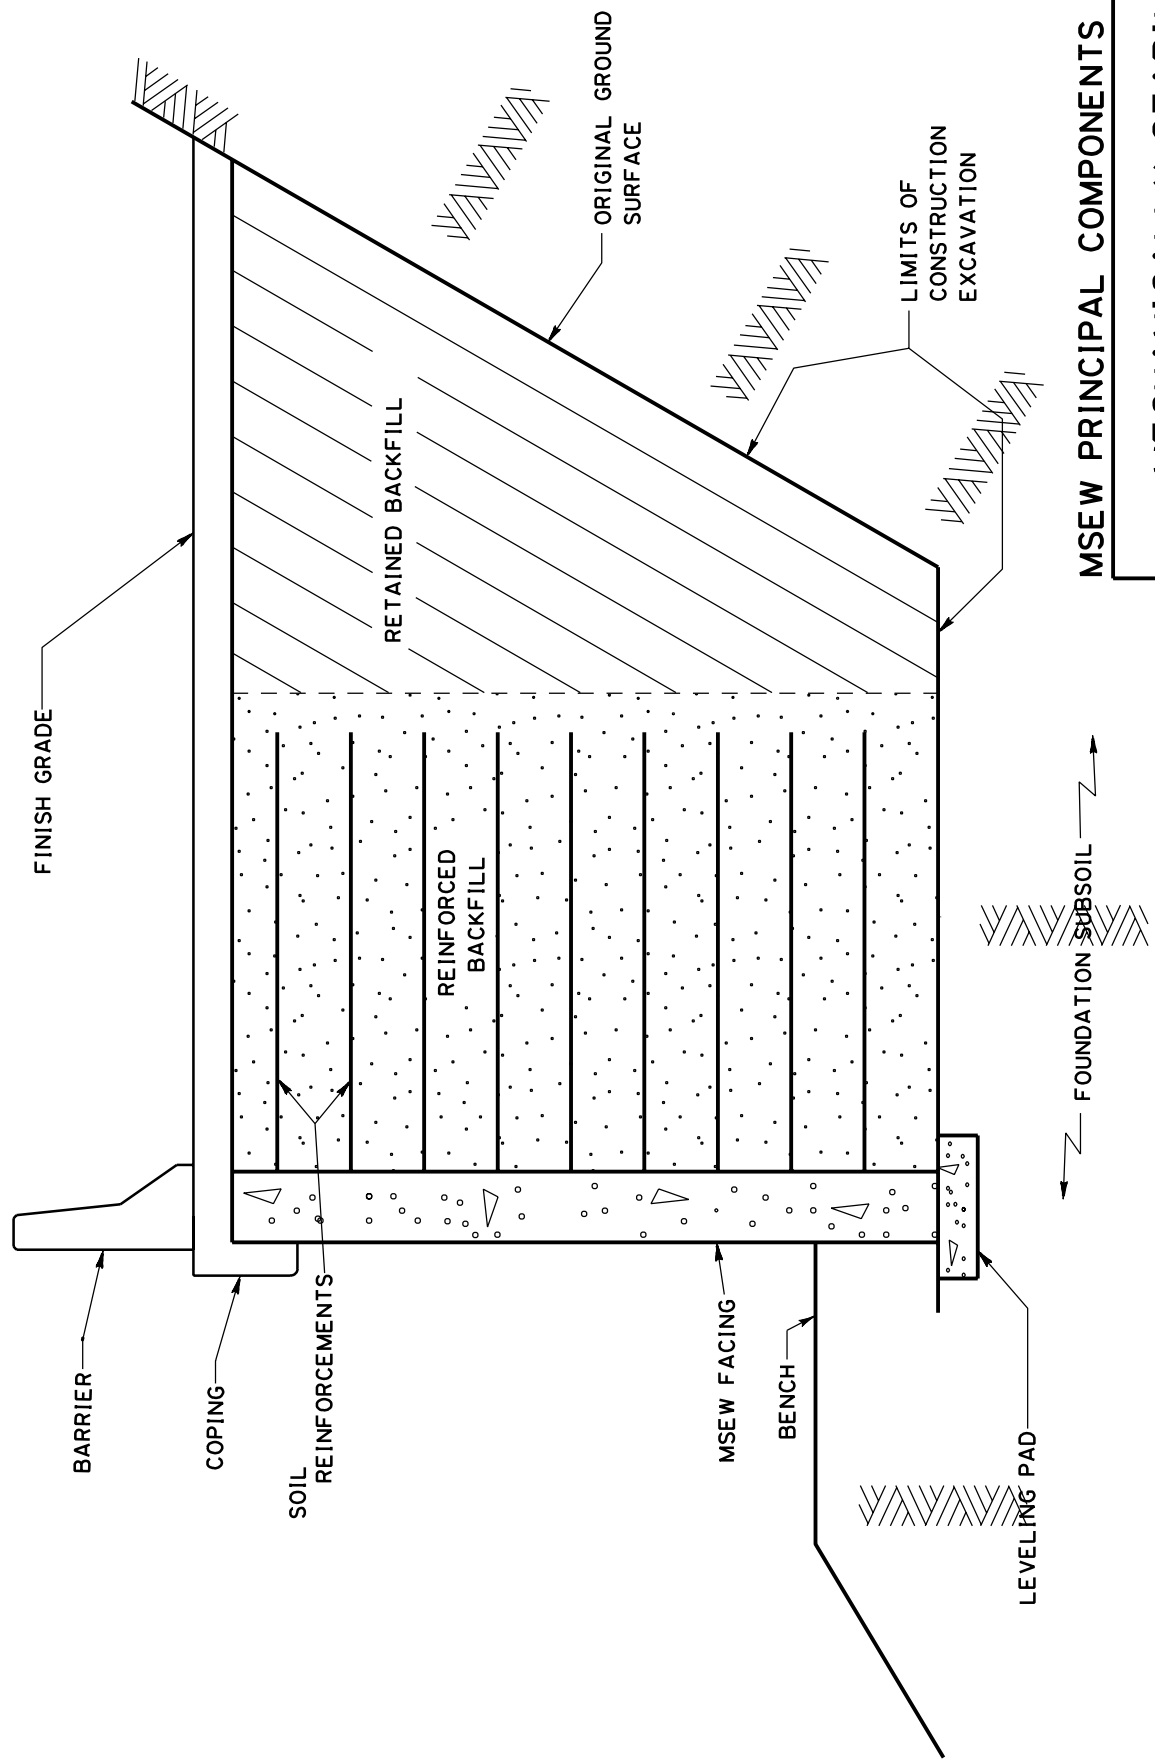 FINISH GRADE
BARRIER
COPING
SOIL
REINFORCEMENTS
RETAINED BACKFILL
REINFORCED
BACKFILL
ORIGINAL GROUND
SURFACE
MSEW FACING
BENCH
LIMITS OF
CONSTRUCTION
EXCAVATION
LEVELING PAD
FOUNDATION SUBSOIL
MSEW PRINCIPAL COMPONENTS